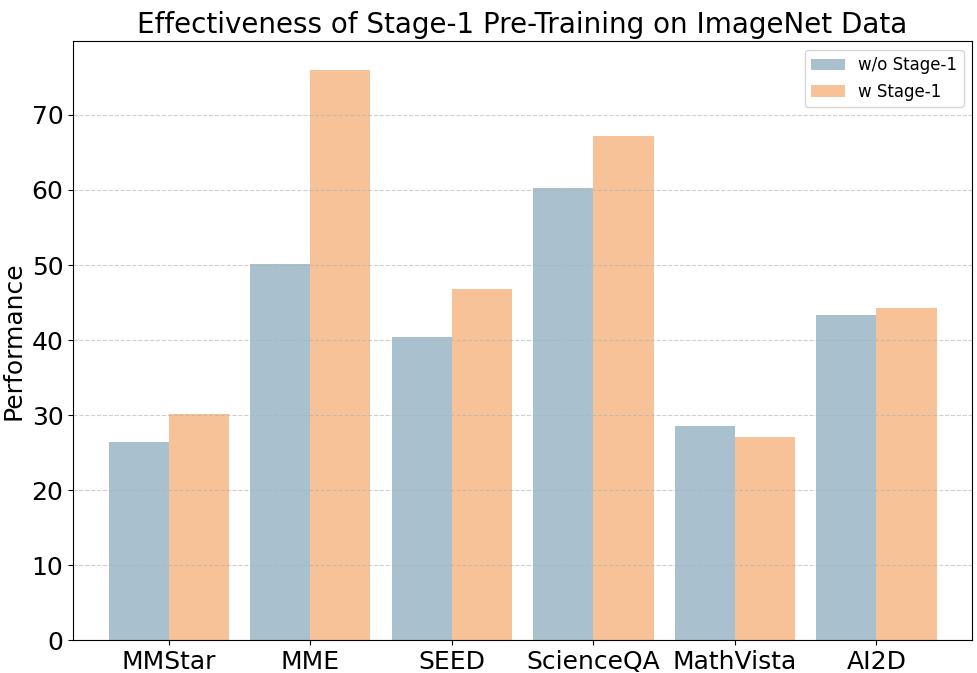 Effectiveness of Stage-1 Pre-Training on ImageNet Data
w/o Stage-1
w Stage-1
Performance
70
60
50
40
30
20
10
0
MMStar MME SEED ScienceQA MathVista AI2D